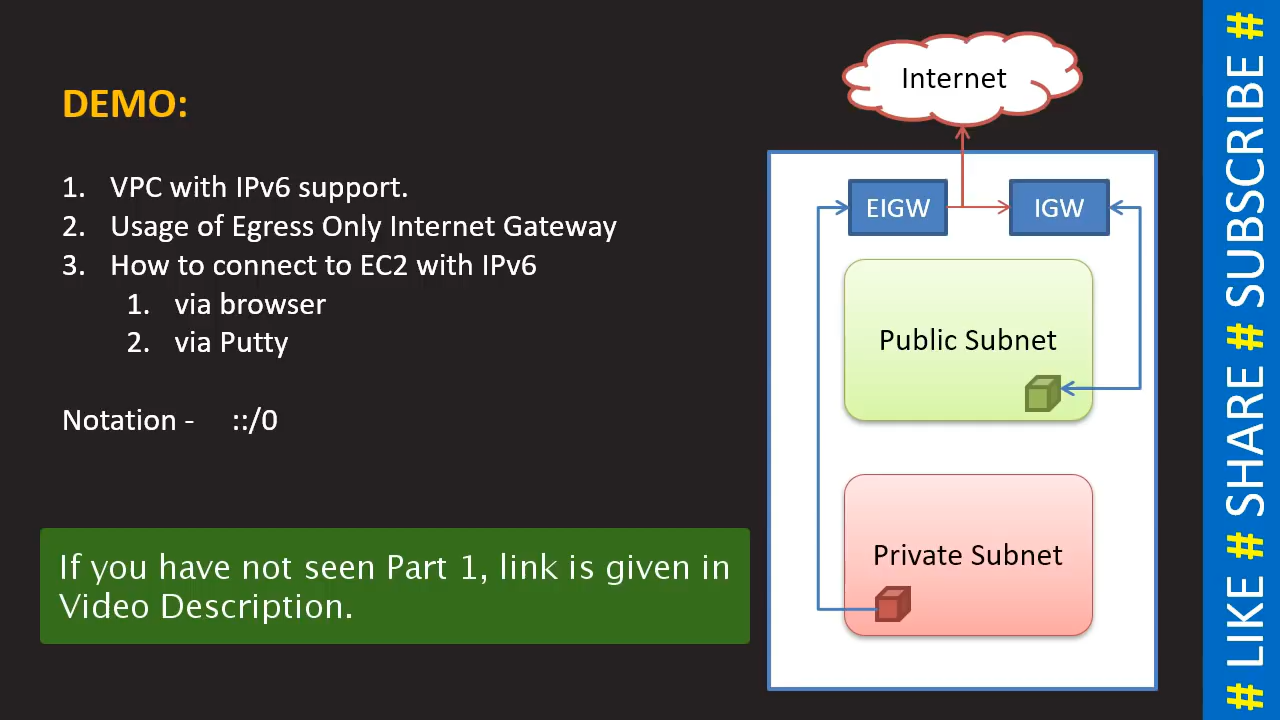 DEMO:
1. VPC with IPv6 support.
2. Usage of Egress Only Internet Gateway
3. How to connect to EC2 with IPv6
1. via browser
2. via Putty
Notation - ::/0
If you have not seen Part 1, link is given in
Video Description.
Internet
EIGW
IGW
Public Subnet
Private Subnet
# LIKE # SHARE # SUBSCRIBE #